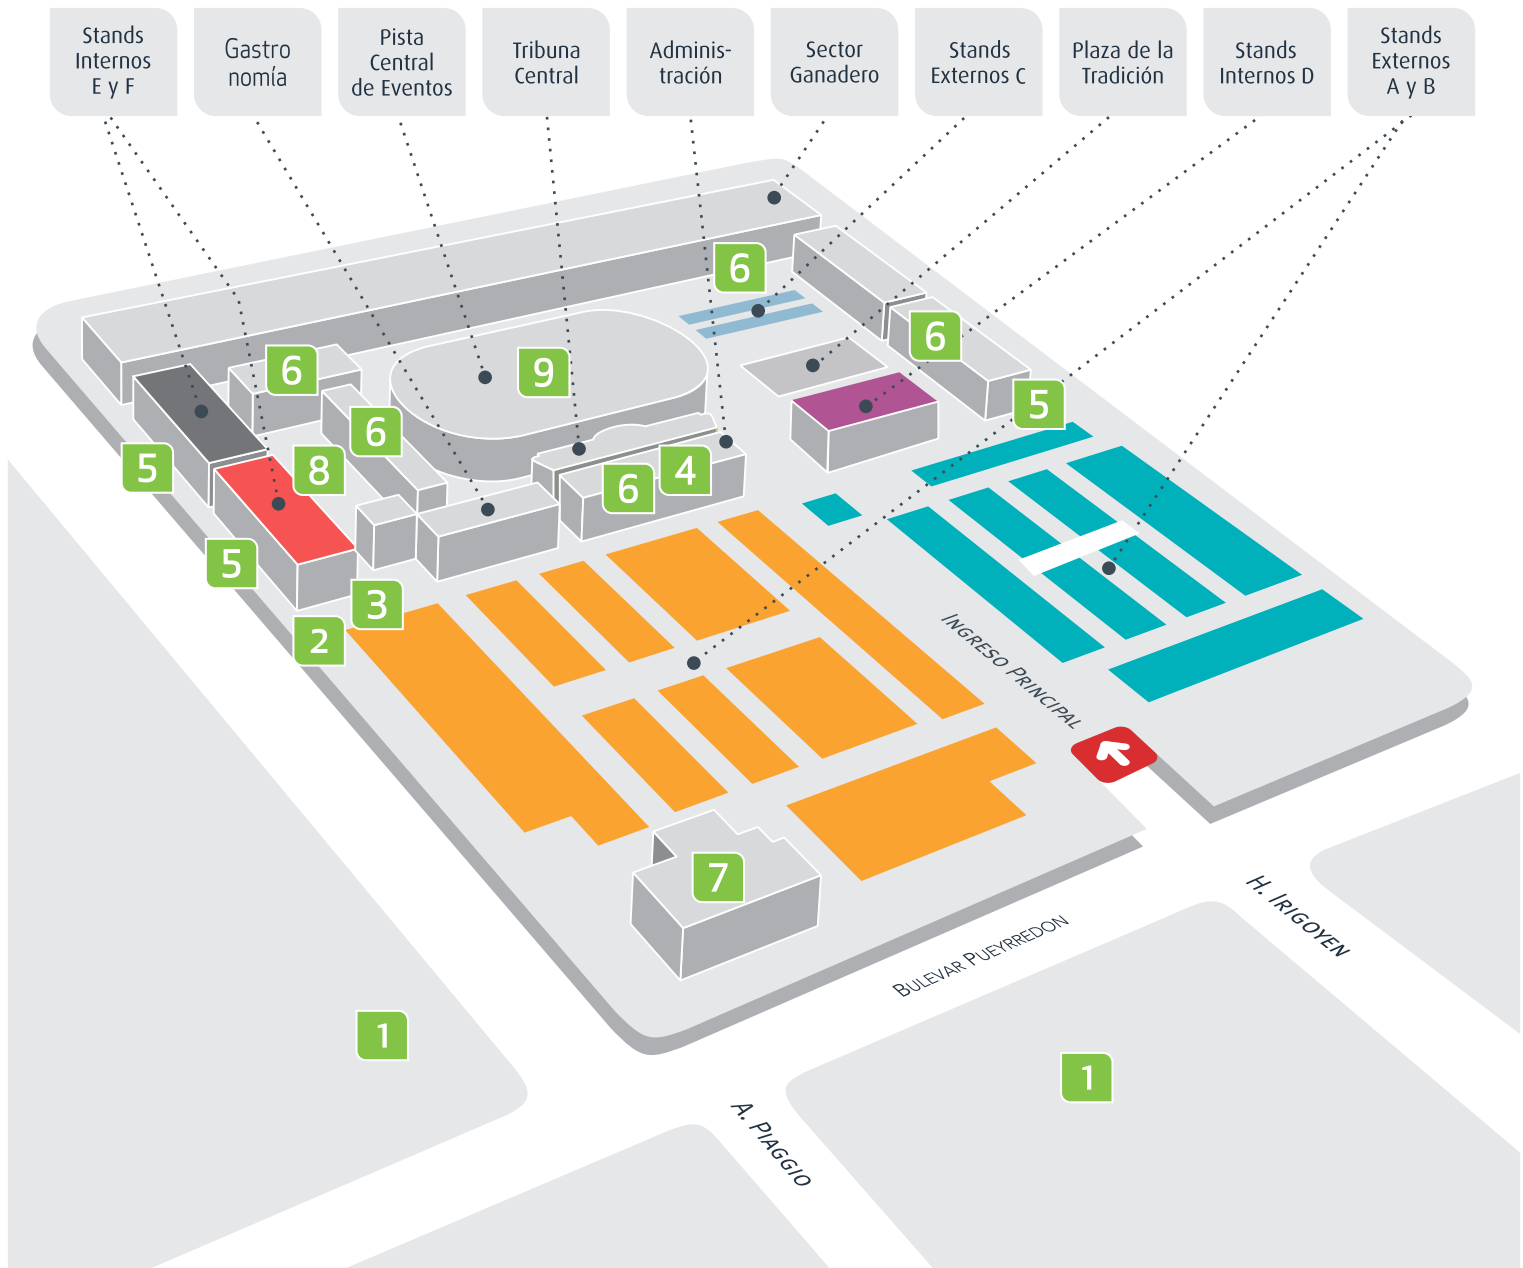 Stands
Internos
E y F
Gastro
nomía
Pista
Central
de Eventos
Tribuna
Central
Adminis-
tración
Sector
Ganadero
Stands
Externos C
Plaza de la
Tradición
Stands
Internos D
Stands
Externos
A y B
6
6
9
6
5
6
5
8
6
4
5
3
2
INGRESO PRINCIPAL
7
H. IRIGOYEN
BULEVAR PUEYRREDON
1
1
A. PIAGGIO